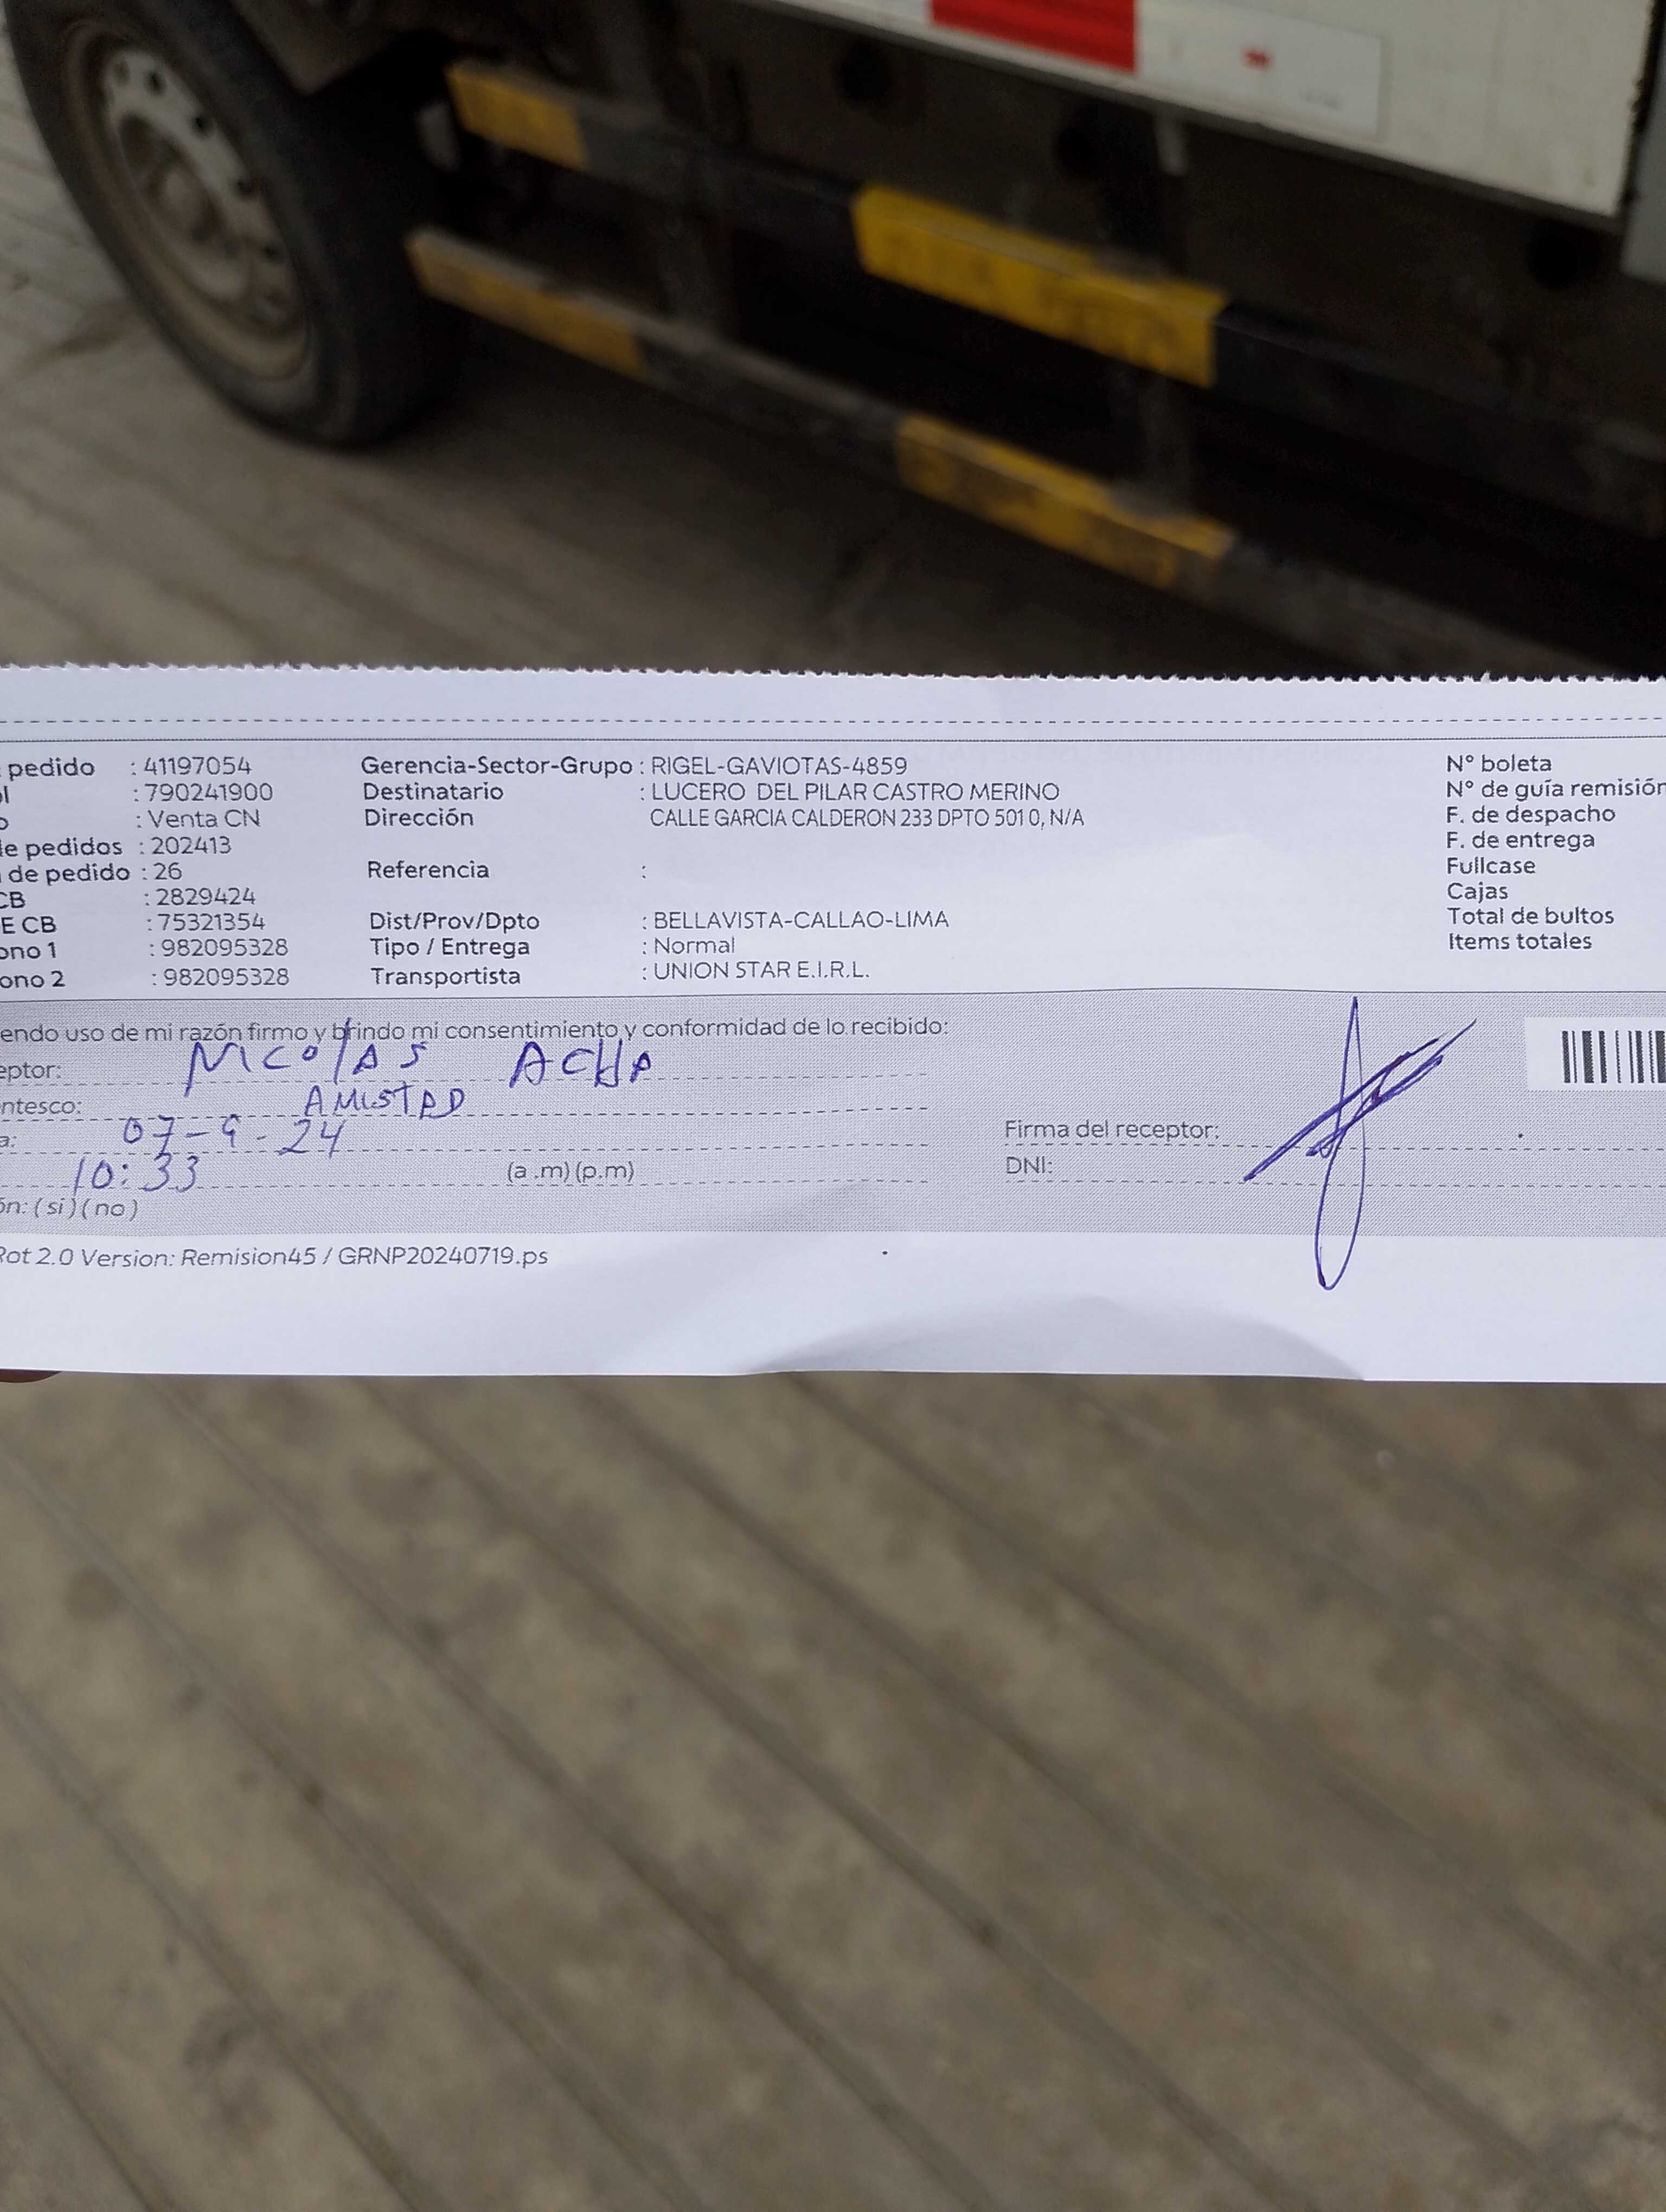 pedido : 41197054 Gerencia-Sector-Grupo : RIGEL-GAVIOTAS-4859 N° boleta
l : 790241900 Destinatario : LUCERO DEL PILAR CASTRO MERINO N° de guía remisión
o : Venta CN Dirección CALLE GARCIA CALDERON 233 DPTO 501 0, N/A F. de despacho
e pedidos : 202413 F. de entrega
de pedido : 26 Referencia : Fullcase
CB : 2829424 Cajas
E CB : 75321354 Dist/Prov/Dpto : BELLAVISTA-CALLAO-LIMA Total de bultos
ono 1 : 982095328 Tipo / Entrega : Normal Items totales
ono 2 : 982095328 Transportista : UNION STAR E.I.R.L.
endo uso de mi razón firmo y brindo mi consentimiento y conformidad de lo recibido:
eptor: NICOLAS ACHA
ntesco: AMISTAD
a: 07-9-24 Firma del receptor:
10:33 (a .m) (p.m) DNI:
ón: ( si ) ( no )
Rot 2.0 Version: Remision45 / GRNP20240719.ps